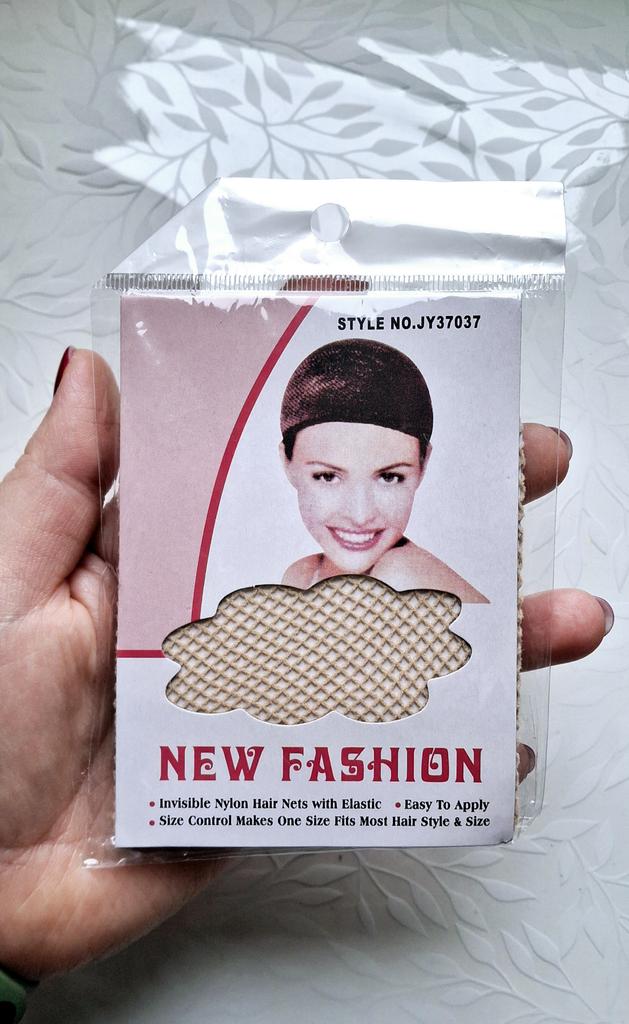 STYLE NO.JY37037
NEW FASHION
• Invisible Nylon Hair Nets with Elastic • Easy To Apply
• Size Control Makes One Size Fits Most Hair Style & Size